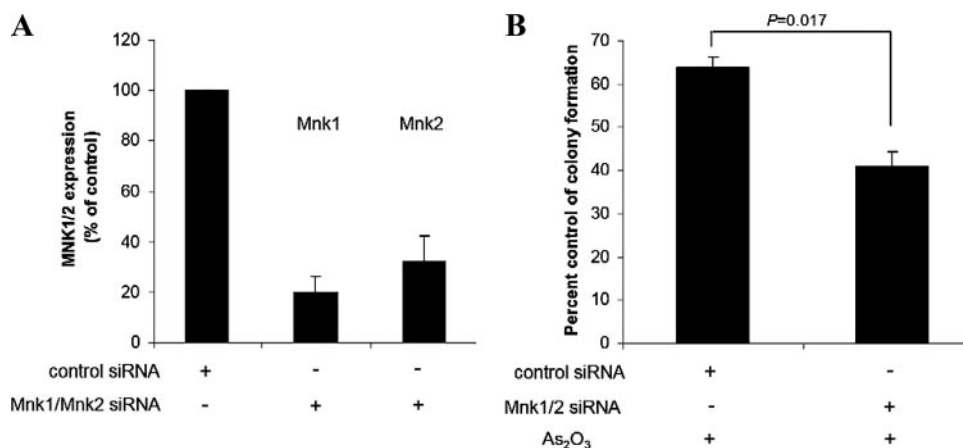 A
MNK1/2 expression
(% of control)
120
100
80
60
40
20
0
Mnk1
Mnk2
control siRNA + - -
Mnk1/Mnk2 siRNA - + +
B
P=0.017
Percent control of colony formation
70
60
50
40
30
20
10
0
control siRNA + -
Mnk1/2 siRNA - +
As₂O₃ + +